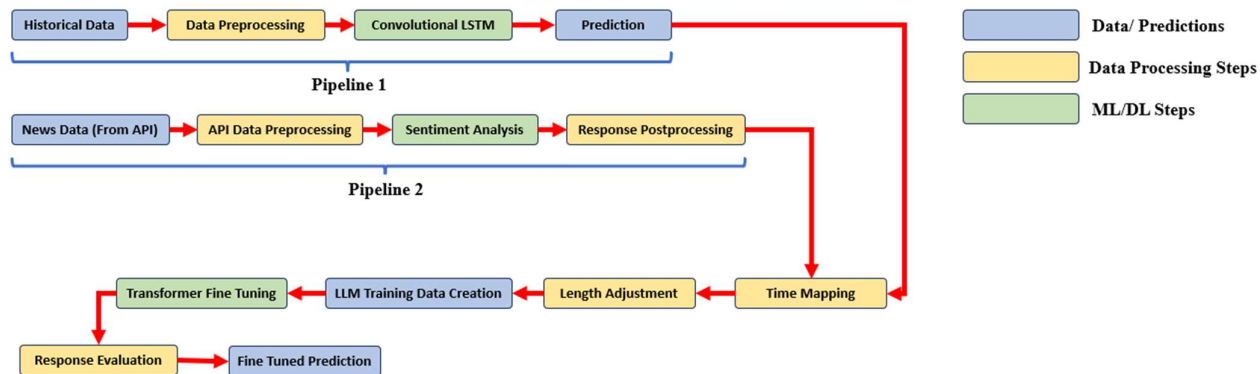 Historical Data
Data Preprocessing
Convolutional LSTM
Prediction
Pipeline 1
News Data (From API)
API Data Preprocessing
Sentiment Analysis
Response Postprocessing
Pipeline 2
Transformer Fine Tuning
LLM Training Data Creation
Length Adjustment
Time Mapping
Response Evaluation
Fine Tuned Prediction
Data/ Predictions
Data Processing Steps
ML/DL Steps